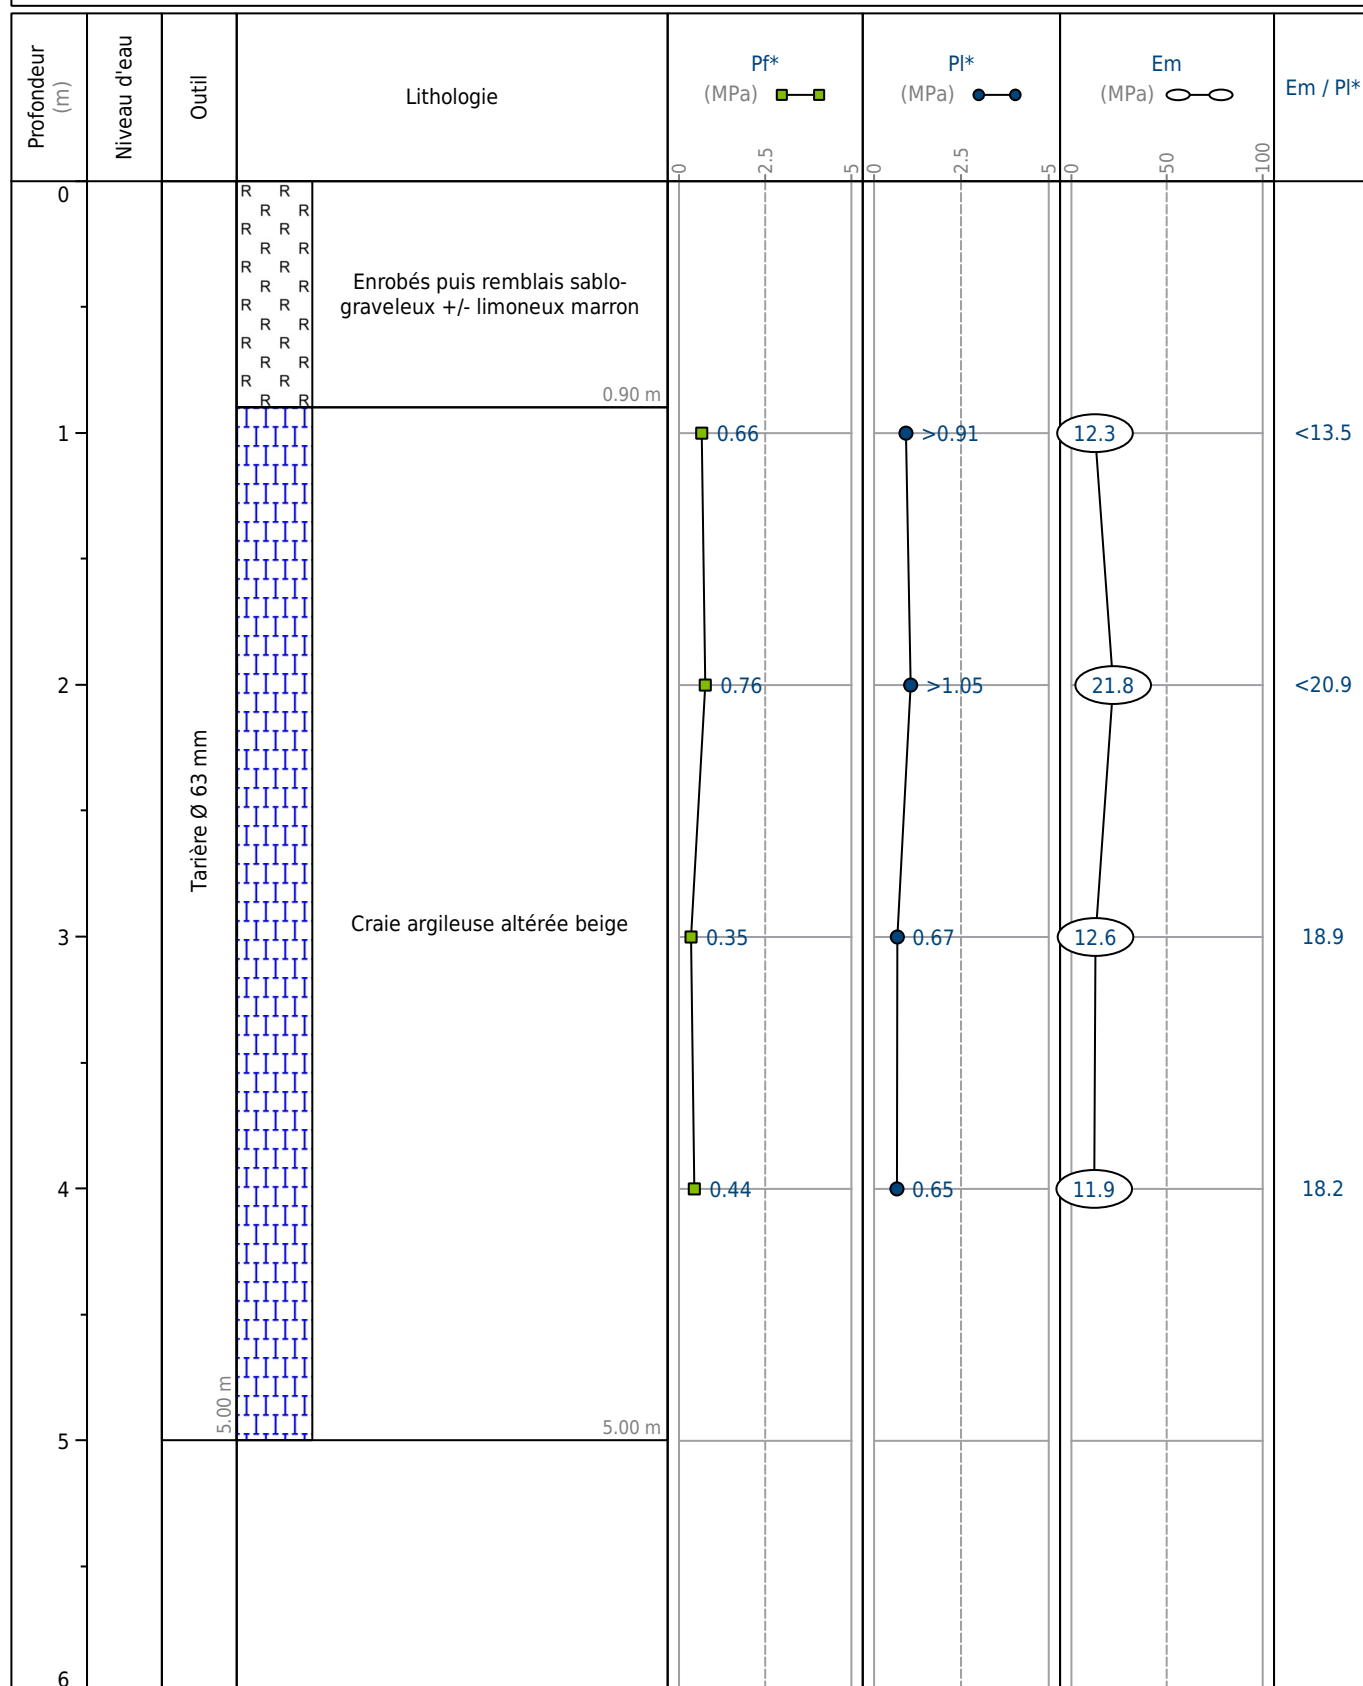 Profondeur
(m)
Niveau d'eau
Outil
Lithologie
Pf*
(MPa)
0 2.5 5
Pl*
(MPa)
0 2.5 5
Em
(MPa)
0 50 100
Em / Pl*
0
R R
R R
R R
R R
R R
R R
R R
R R
R R
R R
R R
R R
Enrobés puis remblais sablo-
graveleux +/- limoneux marron
0.90 m
1 0.66 >0.91 12.3 <13.5
2 0.76 >1.05 21.8 <20.9
Tarière Ø 63 mm
Craie argileuse altérée beige
3 0.35 0.67 12.6 18.9
4 0.44 0.65 11.9 18.2
5.00 m
5.00 m
5
6